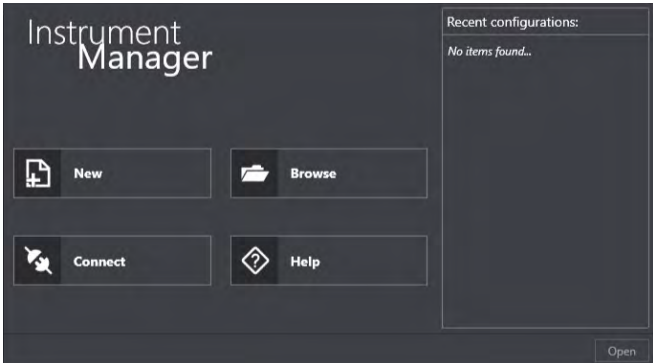 Instrument
Manager
New
Browse
Connect
Help
Recent configurations:
No items found...
Open